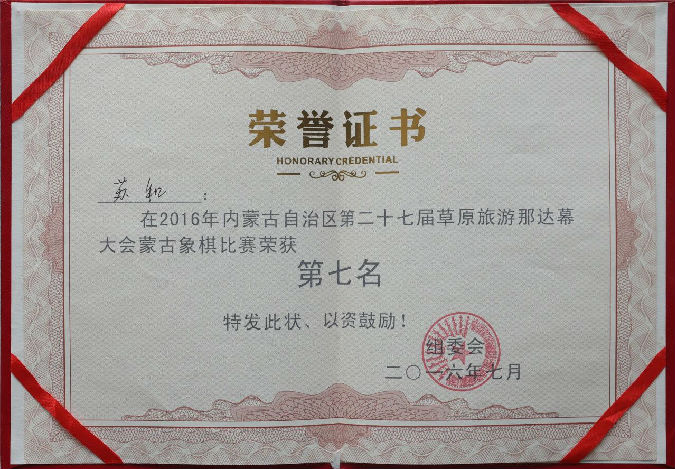 荣誉证书
HONORARY CREDENTIAL
苏和：
在2016年内蒙古自治区第二十七届草原旅游那达慕
大会蒙古象棋比赛荣获
第七名
特发此状、以资鼓励！
组委会
二〇一六年七月